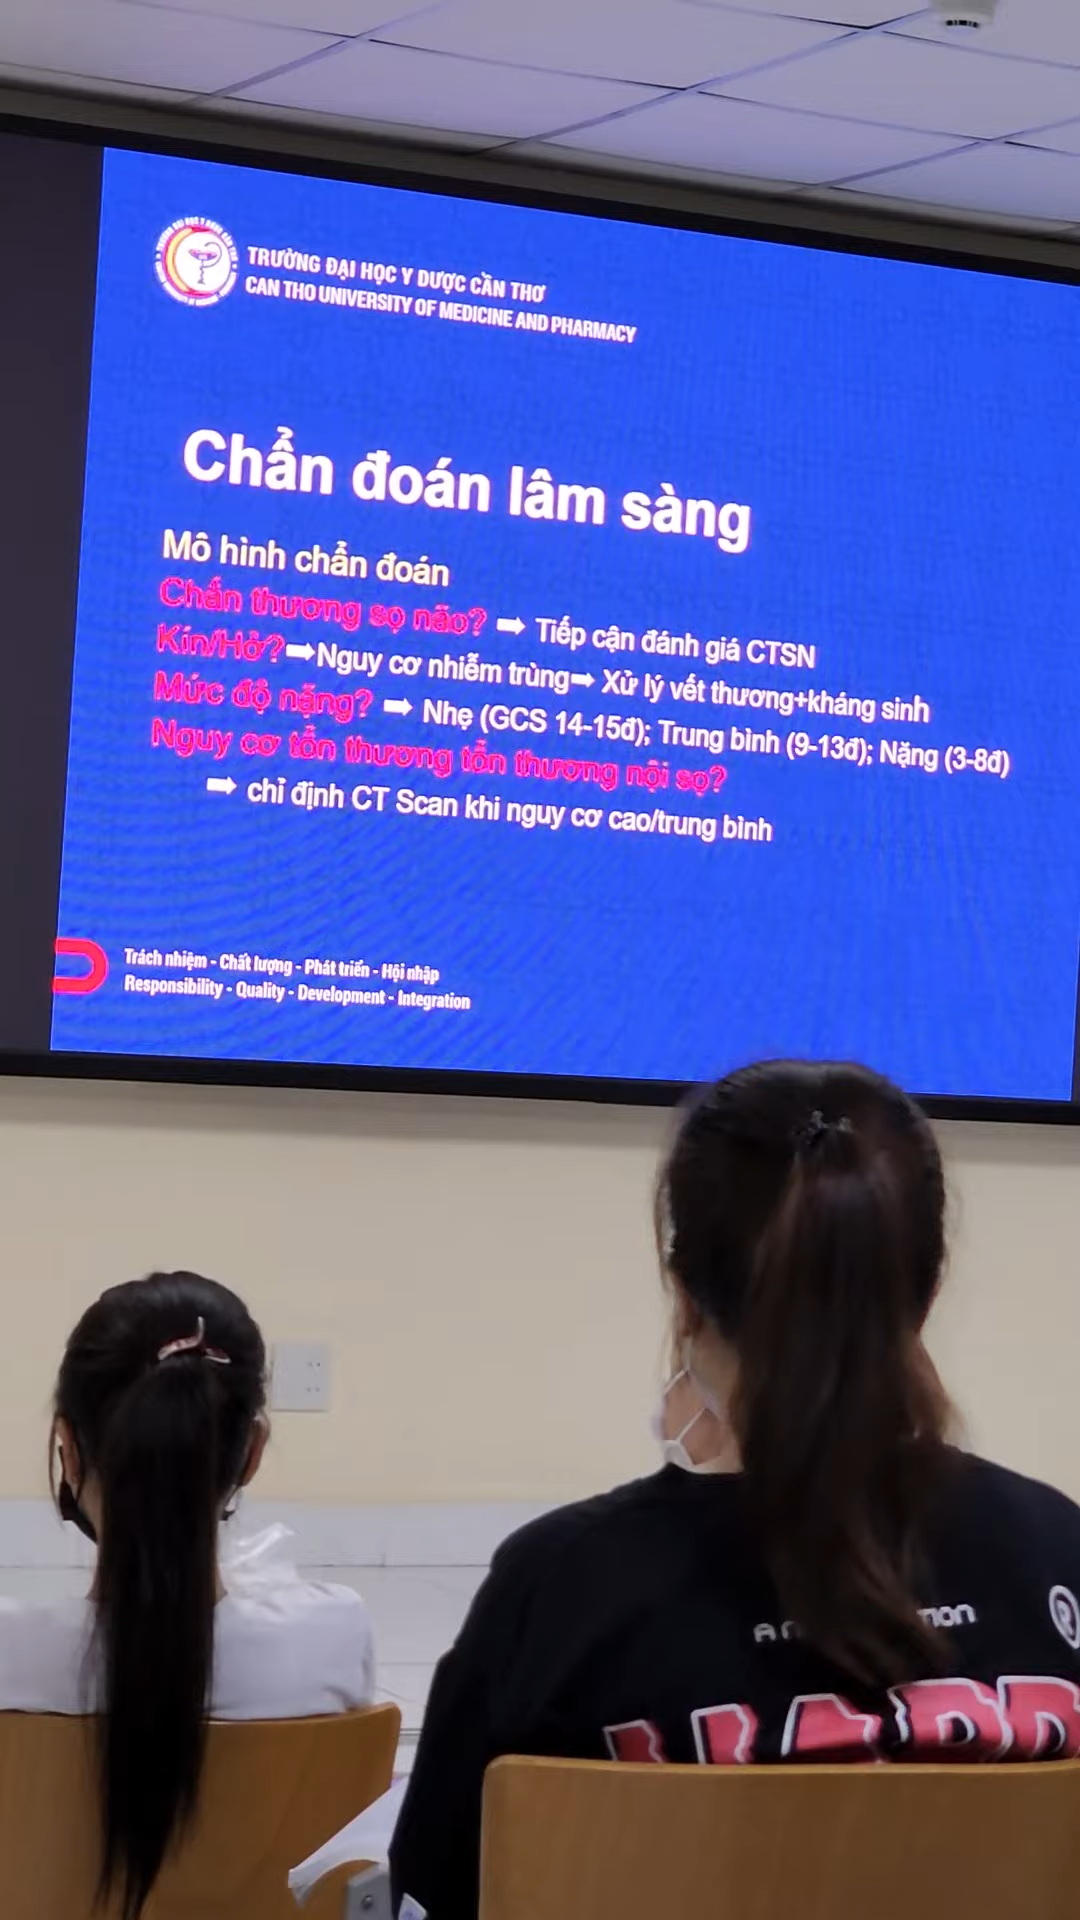 TRƯỜNG ĐẠI HỌC Y DƯỢC CẦN THƠ
CAN THO UNIVERSITY OF MEDICINE AND PHARMACY
Chẩn đoán lâm sàng
Mô hình chẩn đoán
Chấn thương sọ não? ➡ Tiếp cận đánh giá CTSN
Kín/Hở?➡Nguy cơ nhiễm trùng➡ Xử lý vết thương+kháng sinh
Mức độ nặng? ➡ Nhẹ (GCS 14-15đ); Trung bình (9-13đ); Nặng (3-8đ)
Nguy cơ tổn thương tổn thương nội sọ?
➡ chỉ định CT Scan khi nguy cơ cao/trung bình
Trách nhiệm - Chất lượng - Phát triển - Hội nhập
Responsibility - Quality - Development - Integration